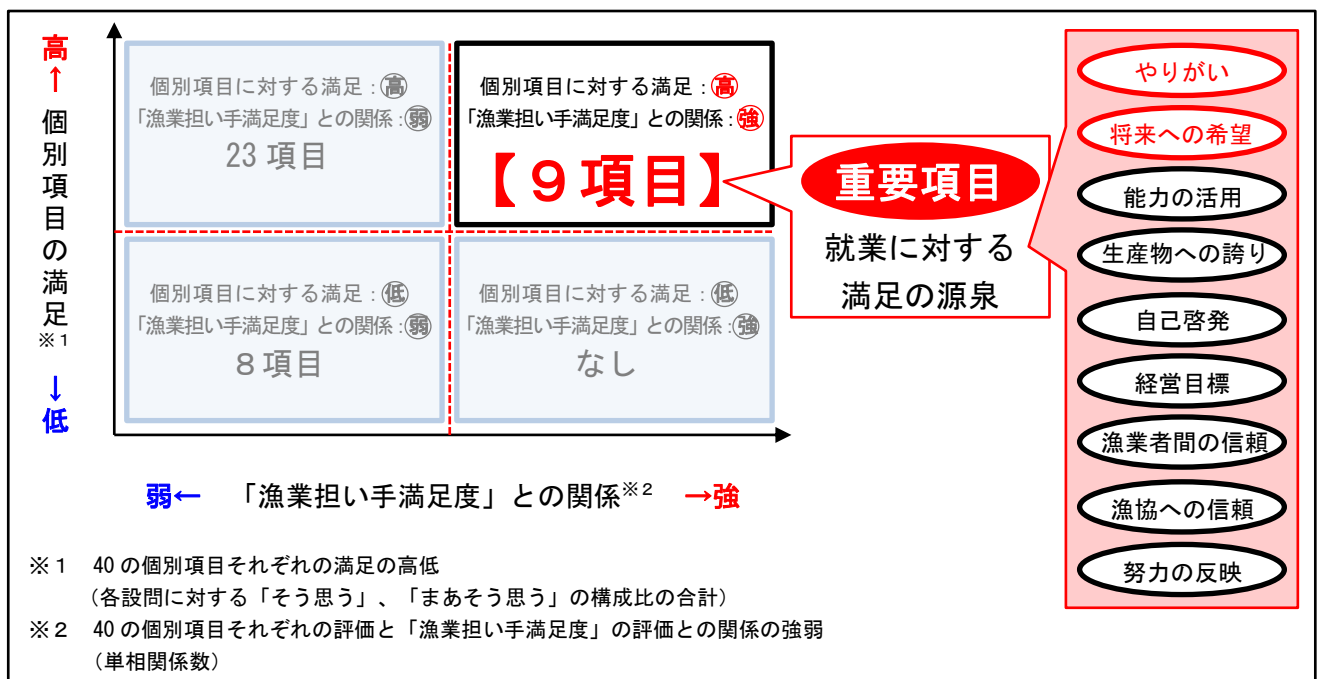 高
↑
個別項目の満足
※1
↓
低
個別項目に対する満足：高
「漁業担い手満足度」との関係：弱
23 項目
個別項目に対する満足：高
「漁業担い手満足度」との関係：強
【９項目】
個別項目に対する満足：低
「漁業担い手満足度」との関係：弱
８項目
個別項目に対する満足：低
「漁業担い手満足度」との関係：強
なし
重要項目
就業に対する
満足の源泉
やりがい
将来への希望
能力の活用
生産物への誇り
自己啓発
経営目標
漁業者間の信頼
漁協への信頼
努力の反映
弱← 「漁業担い手満足度」との関係※2 →強
※１ 40 の個別項目それぞれの満足の高低
（各設問に対する「そう思う」、「まあそう思う」の構成比の合計）
※２ 40 の個別項目それぞれの評価と「漁業担い手満足度」の評価との関係の強弱
（単相関係数）